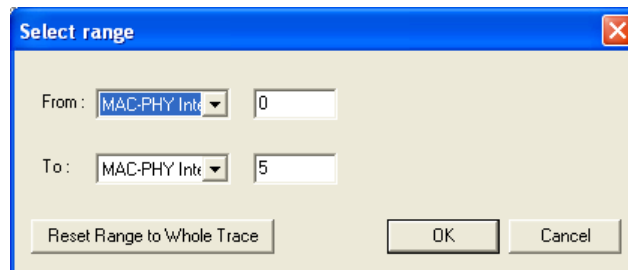 Select range
From : MAC-PHY Inte 0
To : MAC-PHY Inte 5
Reset Range to Whole Trace OK Cancel